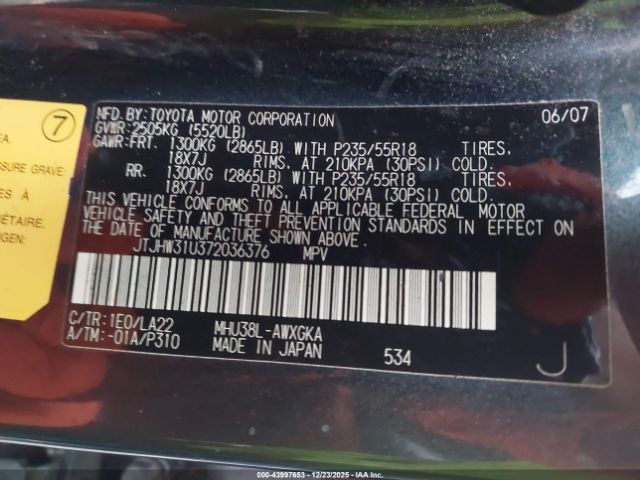 7
EA.
SSURE GRAVE
ÉTAIRE.
NGEN:
MFD.BY:TOYOTA MOTOR CORPORATION 06/07
GVWR:2505KG (5520LB)
GAWR:FRT. 1300KG (2865LB) WITH P235/55R18 TIRES.
18X7J RIMS. AT 210KPA (30PSI) COLD.
RR. 1300KG (2865LB) WITH P235/55R18 TIRES.
18X7J RIMS. AT 210KPA (30PSI) COLD.
THIS VEHICLE CONFORMS TO ALL APPLICABLE FEDERAL MOTOR
VEHICLE SAFETY AND THEFT PREVENTION STANDARDS IN EFFECT ON
THE DATE OF MANUFACTURE SHOWN ABOVE.
JTJHW31U372036376 MPV
C/TR:1E0/LA22 MHU38L-AWXGKA
A/TM:-01A/P310 MADE IN JAPAN 534 J
000-43997653 - 12/23/2025 - IAA Inc.